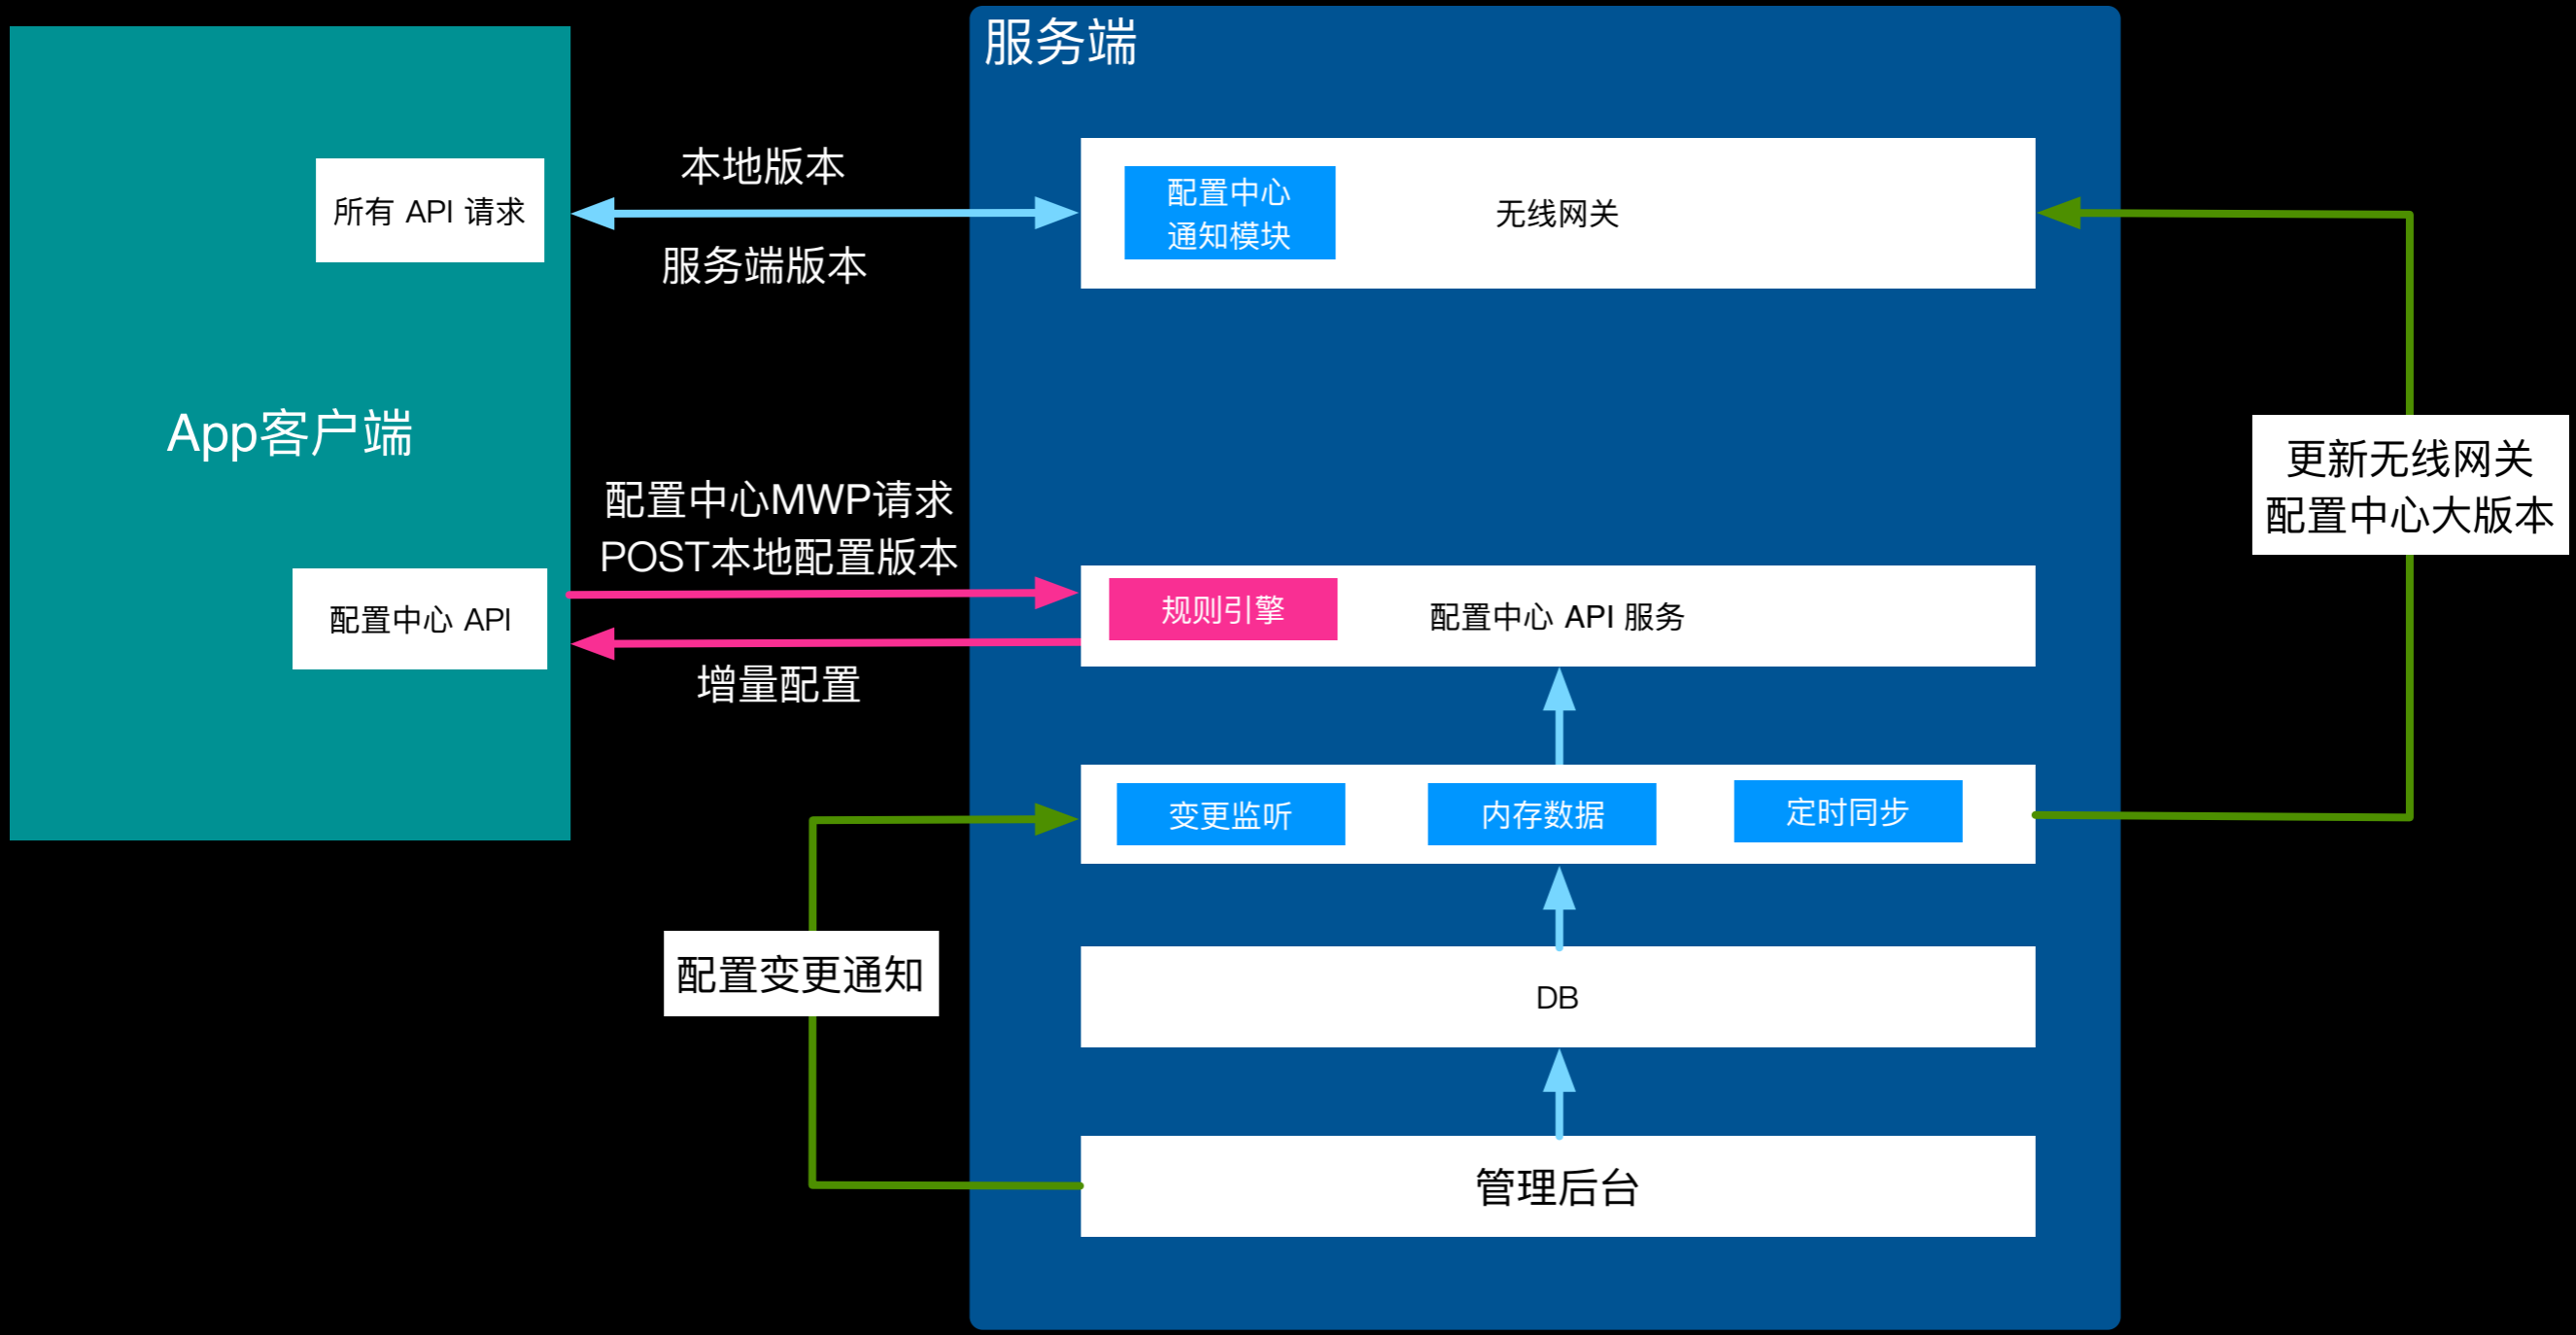 服务端
本地版本
所有 API 请求
配置中心
通知模块
无线网关
服务端版本
App客户端
更新无线网关
配置中心大版本
配置中心MWP请求
POST本地配置版本
配置中心 API
规则引擎
配置中心 API 服务
增量配置
变更监听
内存数据
定时同步
配置变更通知
DB
管理后台